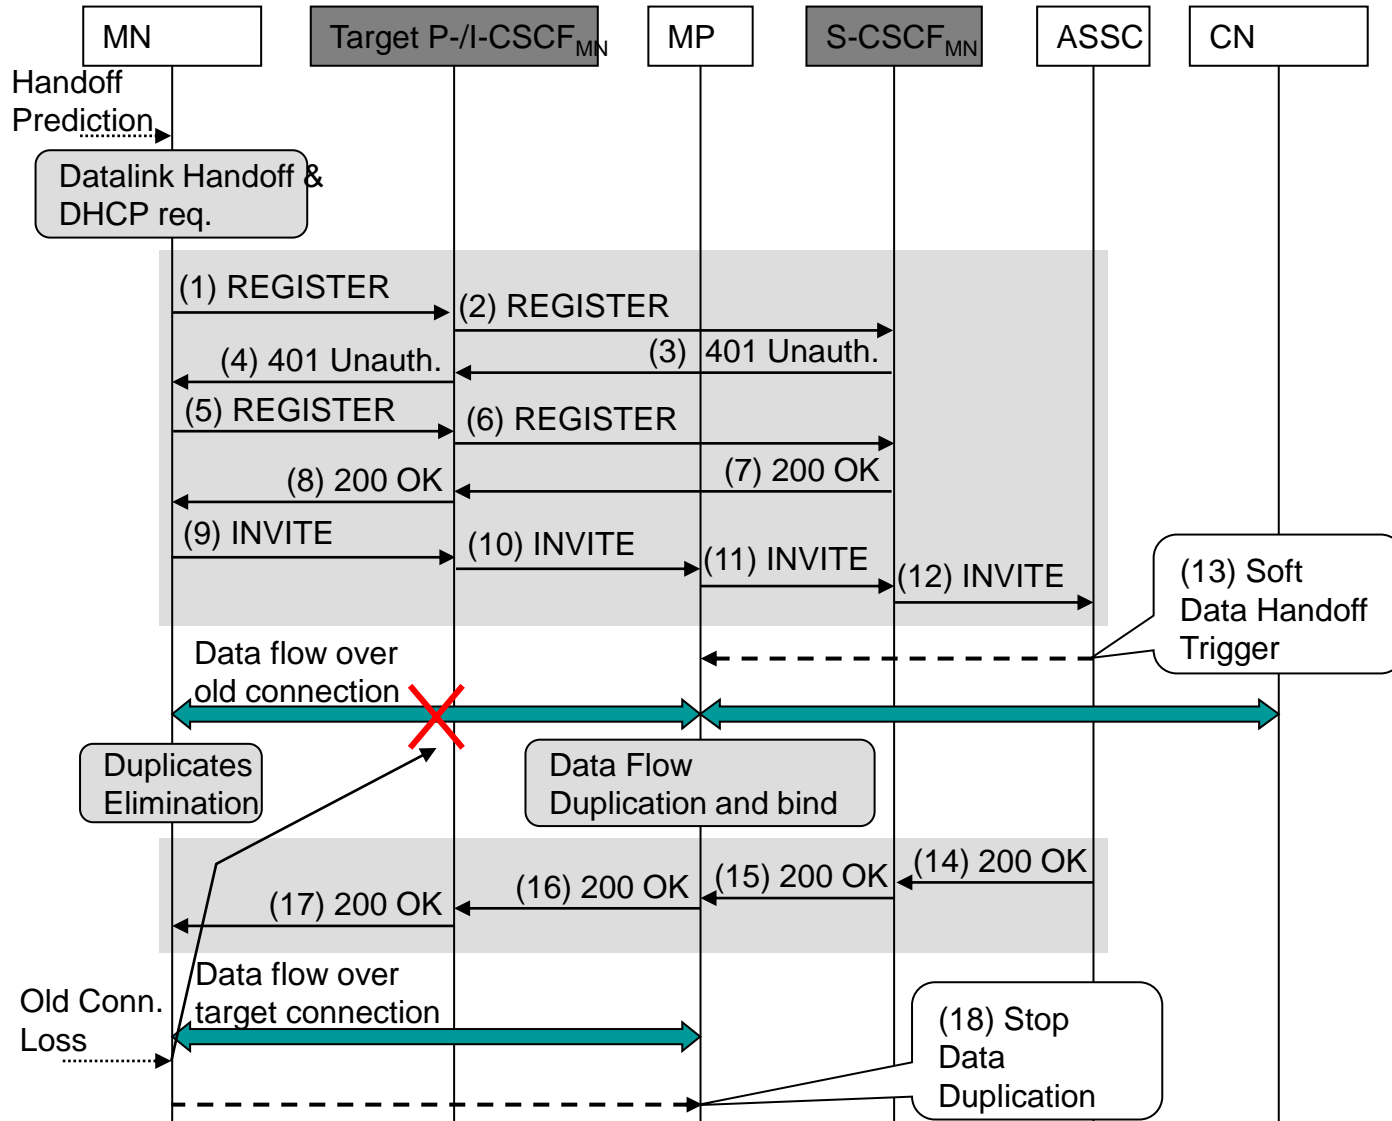 MN
Target P-/I-CSCF_MN
MP
S-CSCF_MN
ASSC
CN
Handoff
Prediction
Datalink Handoff &
DHCP req.
(1) REGISTER
(2) REGISTER
(3) 401 Unauth.
(4) 401 Unauth.
(5) REGISTER
(6) REGISTER
(7) 200 OK
(8) 200 OK
(9) INVITE
(10) INVITE
(11) INVITE
(12) INVITE
(13) Soft
Data Handoff
Trigger
Data flow over
old connection
Duplicates
Elimination
Data Flow
Duplication and bind
(14) 200 OK
(15) 200 OK
(16) 200 OK
(17) 200 OK
Data flow over
target connection
Old Conn.
Loss
(18) Stop
Data
Duplication